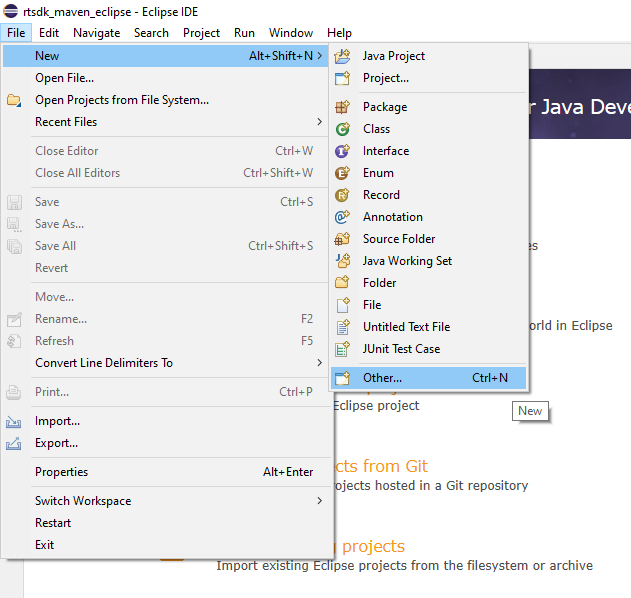 rtsdk_maven_eclipse - Eclipse IDE
File Edit Navigate Search Project Run Window Help
New Alt+Shift+N >
Open File...
Open Projects from File System...
Recent Files >
Close Editor Ctrl+W
Close All Editors Ctrl+Shift+W
Save Ctrl+S
Save As...
Save All Ctrl+Shift+S
Revert
Move...
Rename... F2
Refresh F5
Convert Line Delimiters To >
Print... Ctrl+P
Import...
Export...
Properties Alt+Enter
Switch Workspace >
Restart
Exit
Java Project
Project...
Package
Class
Interface
Enum
Record
Annotation
Source Folder
Java Working Set
Folder
File
Untitled Text File
JUnit Test Case
Other... Ctrl+N
New
r Java Deve
es
orld in Eclipse
Eclipse project
cts from Git
ojects hosted in a Git repository
projects
Import existing Eclipse projects from the filesystem or archive